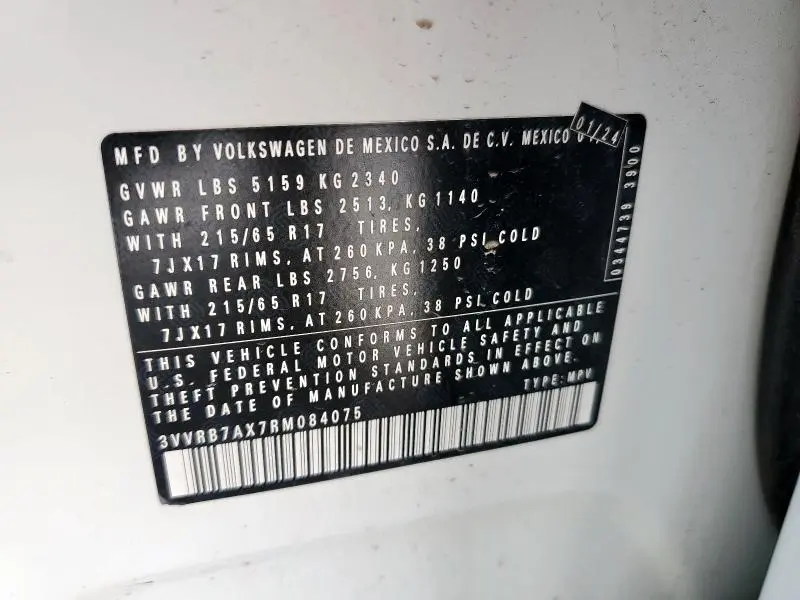 MFD BY VOLKSWAGEN DE MEXICO S.A. DE C.V. MEXICO
01/24
GVWR LBS 5159 KG 2340
GAWR FRONT LBS 2513, KG 1140
WITH 215/65 R17 TIRES,
7JX17 RIMS, AT 260 KPA, 38 PSI COLD
GAWR REAR LBS 2756, KG 1250
WITH 215/65 R17 TIRES,
7JX17 RIMS, AT 260 KPA, 38 PSI COLD
0344739 3900
THIS VEHICLE CONFORMS TO ALL APPLICABLE
U.S. FEDERAL MOTOR VEHICLE SAFETY AND
THEFT PREVENTION STANDARDS IN EFFECT ON
THE DATE OF MANUFACTURE SHOWN ABOVE.
3VVRB7AX7RM084075 TYPE: MPV